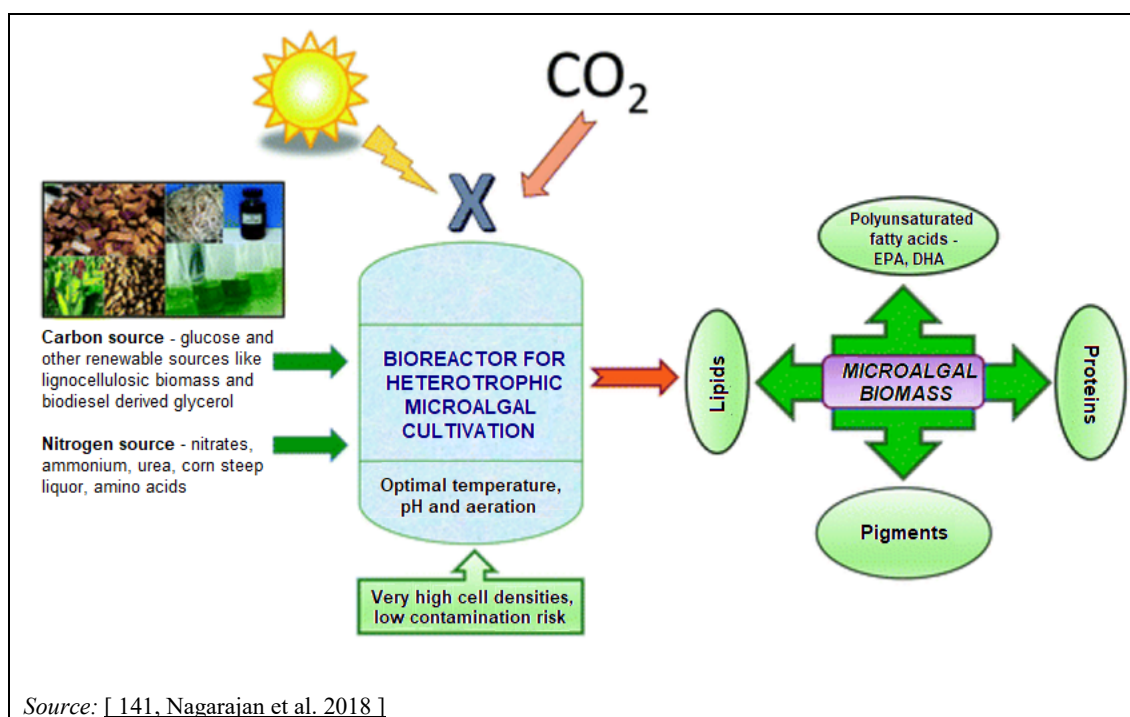 CO₂
X
Carbon source - glucose and
other renewable sources like
lignocellulosic biomass and
biodiesel derived glycerol
Nitrogen source - nitrates,
ammonium, urea, corn steep
liquor, amino acids
BIOREACTOR FOR
HETEROTROPHIC
MICROALGAL
CULTIVATION
Optimal temperature,
pH and aeration
Very high cell densities,
low contamination risk
Polyunsaturated
fatty acids -
EPA, DHA
Lipids
MICROALGAL
BIOMASS
Proteins
Pigments
Source: [ 141, Nagarajan et al. 2018 ]